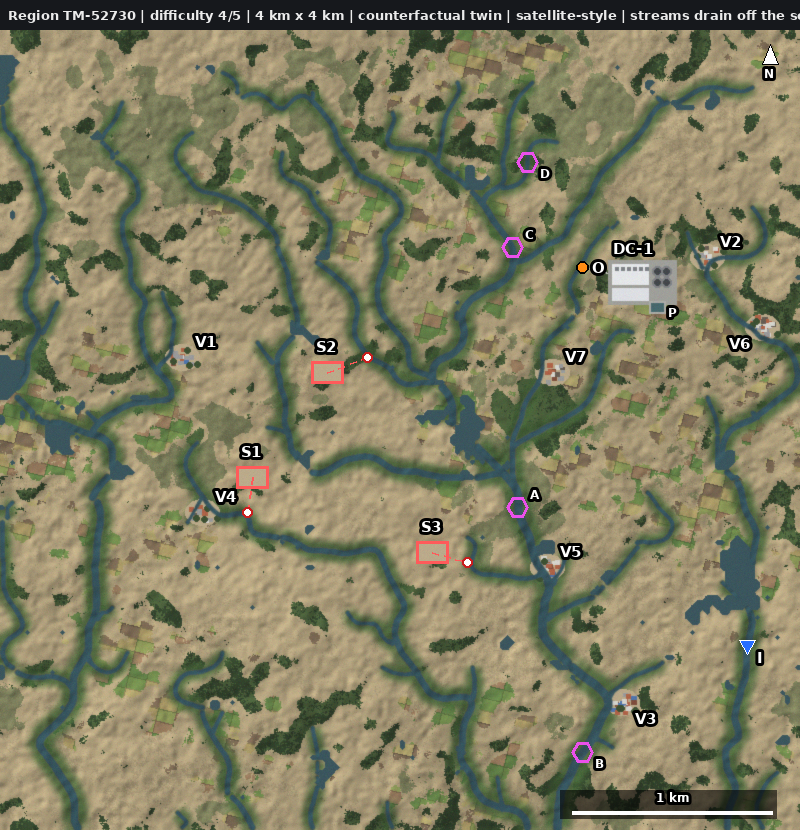 Region TM-52730 | difficulty 4/5 | 4 km x 4 km | counterfactual twin | satellite-style | streams drain off the so
N
D
C
V2
DC-1
O
P
V1
V6
S2
V7
S1
V4
A
S3
V5
I
V3
B
1 km